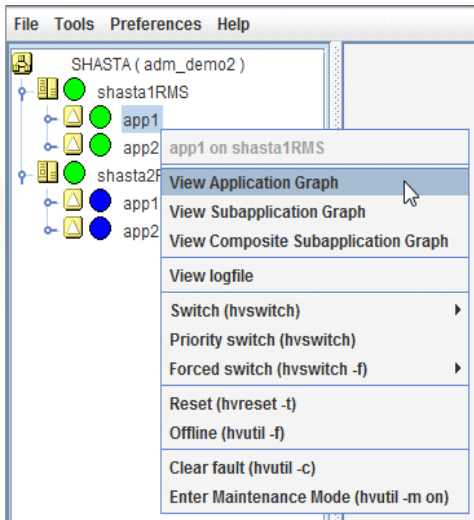 File Tools Preferences Help
SHASTA ( adm_demo2 )
shasta1RMS
app1
app2
shasta2
app1
app2
app1 on shasta1RMS
View Application Graph
View Subapplication Graph
View Composite Subapplication Graph
View logfile
Switch (hvswitch)
Priority switch (hvswitch)
Forced switch (hvswitch -f)
Reset (hvreset -t)
Offline (hvutil -f)
Clear fault (hvutil -c)
Enter Maintenance Mode (hvutil -m on)